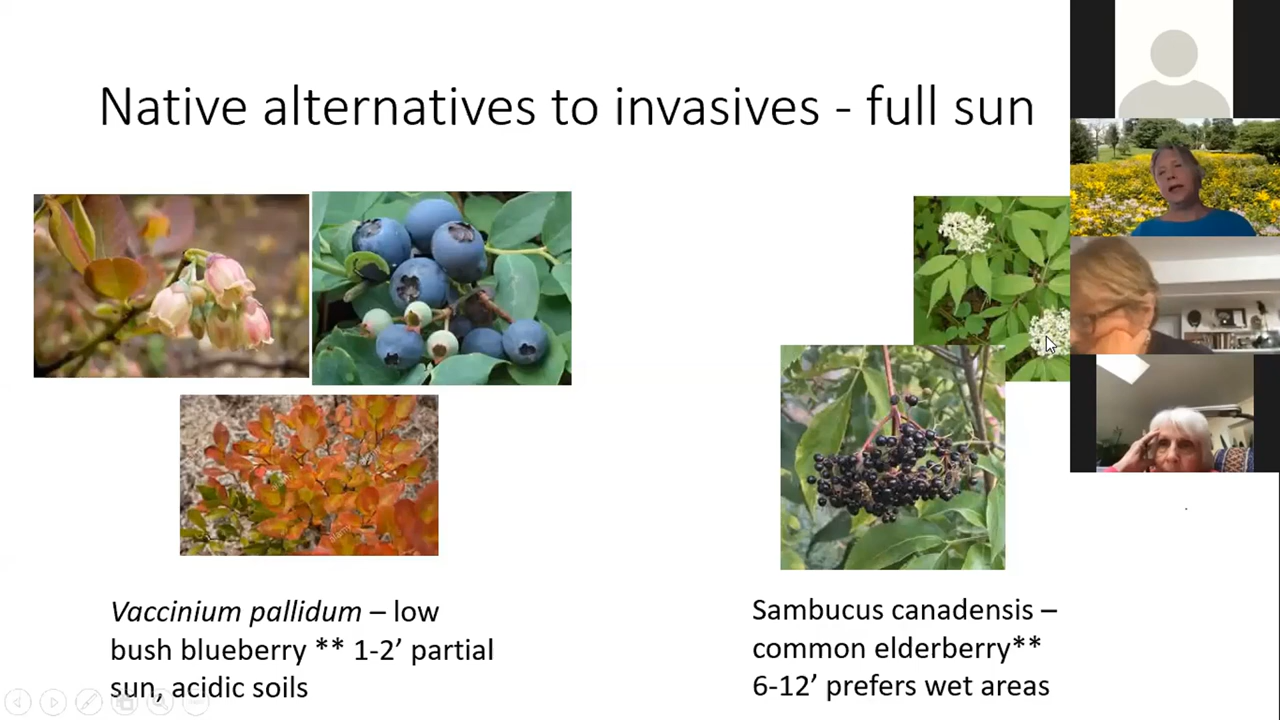 Native alternatives to invasives - full sun
alamy
Vaccinium pallidum – low
bush blueberry ** 1-2’ partial
sun, acidic soils
Sambucus canadensis –
common elderberry**
6-12’ prefers wet areas